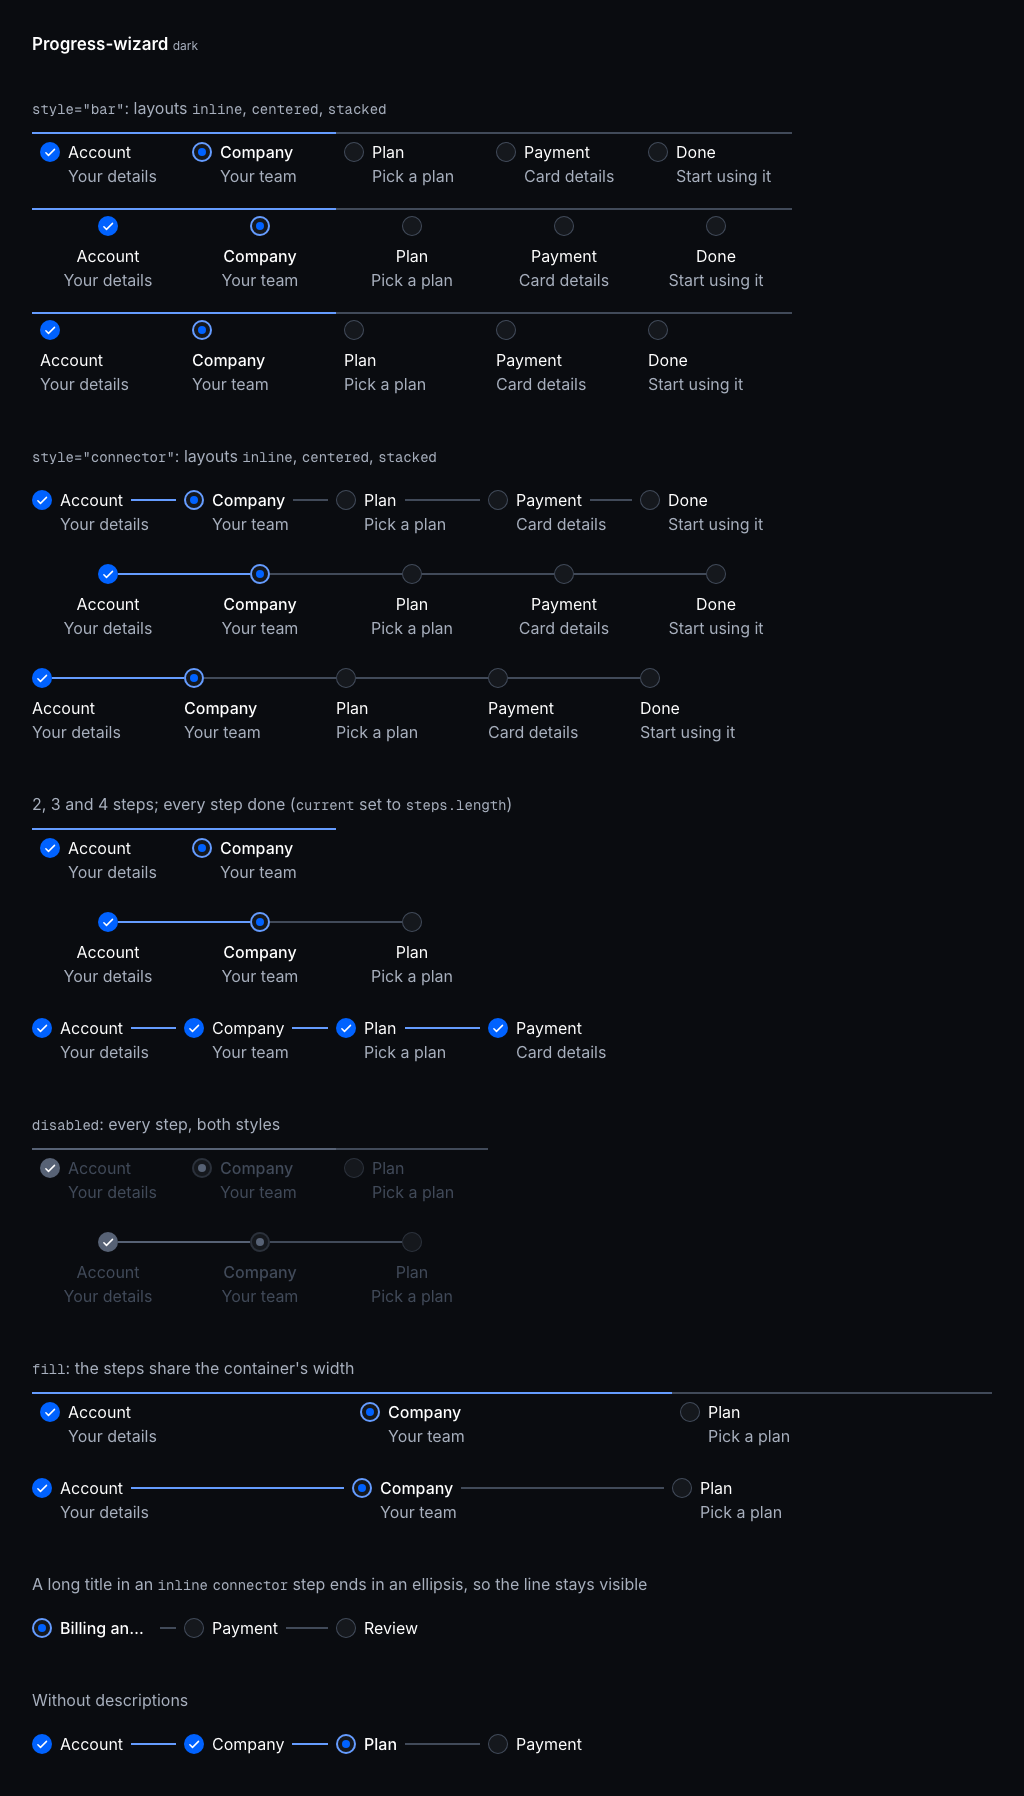 Progress-wizard dark
style="bar": layouts inline, centered, stacked
Account Company Plan Payment Done
Your details Your team Pick a plan Card details Start using it
Account Company Plan Payment Done
Your details Your team Pick a plan Card details Start using it
Account Company Plan Payment Done
Your details Your team Pick a plan Card details Start using it
style="connector": layouts inline, centered, stacked
Account Company Plan Payment Done
Your details Your team Pick a plan Card details Start using it
Account Company Plan Payment Done
Your details Your team Pick a plan Card details Start using it
Account Company Plan Payment Done
Your details Your team Pick a plan Card details Start using it
2, 3 and 4 steps; every step done (current set to steps.length)
Account Company
Your details Your team
Account Company Plan
Your details Your team Pick a plan
Account Company Plan Payment
Your details Your team Pick a plan Card details
disabled: every step, both styles
Account Company Plan
Your details Your team Pick a plan
Account Company Plan
Your details Your team Pick a plan
fill: the steps share the container's width
Account Company Plan
Your details Your team Pick a plan
Account Company Plan
Your details Your team Pick a plan
A long title in an inline connector step ends in an ellipsis, so the line stays visible
Billing an... Payment Review
Without descriptions
Account Company Plan Payment